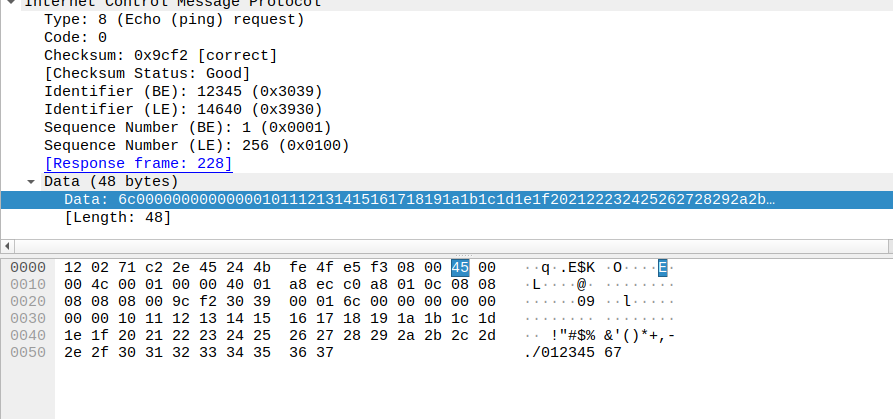 Internet Control Message Protocol
Type: 8 (Echo (ping) request)
Code: 0
Checksum: 0x9cf2 [correct]
[Checksum Status: Good]
Identifier (BE): 12345 (0x3039)
Identifier (LE): 14640 (0x3930)
Sequence Number (BE): 1 (0x0001)
Sequence Number (LE): 256 (0x0100)
[Response frame: 228]
Data (48 bytes)
Data: 6c00000000000000101112131415161718191a1b1c1d1e1f202122232425262728292a2b…
[Length: 48]
0000 12 02 71 c2 2e 45 24 4b fe 4f e5 f3 08 00 45 00 ··q·.E$K ·O····E·
0010 00 4c 00 01 00 00 40 01 a8 ec c0 a8 01 0c 08 08 ·L····@· ········
0020 08 08 08 00 9c f2 30 39 00 01 6c 00 00 00 00 00 ······09 ··l·····
0030 00 00 10 11 12 13 14 15 16 17 18 19 1a 1b 1c 1d ········ ········
0040 1e 1f 20 21 22 23 24 25 26 27 28 29 2a 2b 2c 2d ·· !"#$% &'()*+,-
0050 2e 2f 30 31 32 33 34 35 36 37 ./012345 67